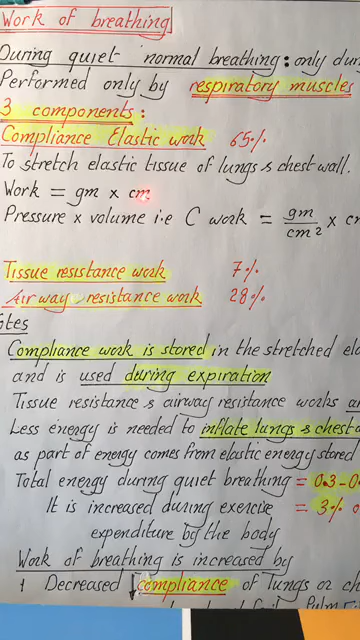 Work of breathing
During quiet normal breathing: only dur
Performed only by respiratory muscles
3 components:
Compliance Elastic work 65%
To stretch elastic tissue of lungs & chest wall.
Work = gm x cm
Pressure x volume i.e C work = gm/cm² x c
Tissue resistance work 7%
Airway resistance work 28%
otes
Compliance work is stored in the stretched ela
and is used during expiration
Tissue resistance & airway resistance works a
Less energy is needed to inflate lungs & chest
as part of energy comes from elastic energy stored
Total energy during quiet breathing = 0.3-0
It is increased during exercise = 3% o
expenditure by the body
Work of breathing is increased by
1 Decreased ↓ compliance of lungs or ch